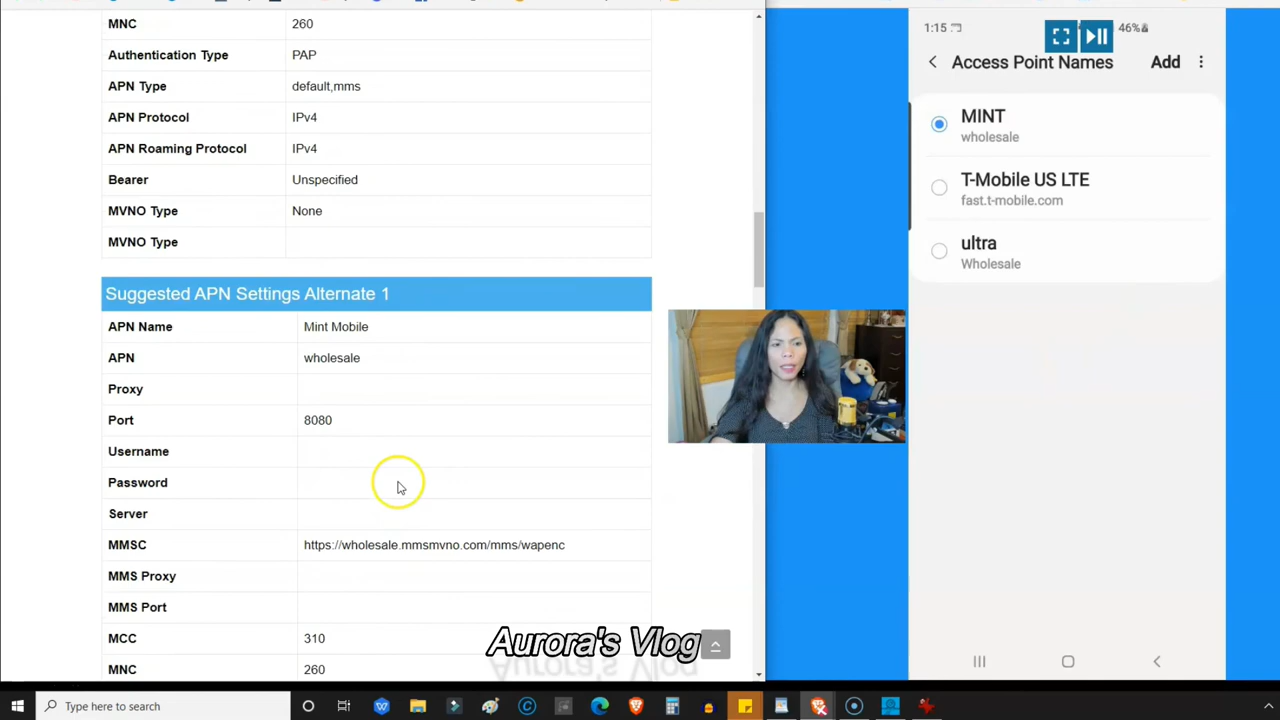 MNC 260
Authentication Type PAP
APN Type default,mms
APN Protocol IPv4
APN Roaming Protocol IPv4
Bearer Unspecified
MVNO Type None
MVNO Type
Suggested APN Settings Alternate 1
APN Name Mint Mobile
APN wholesale
Proxy
Port 8080
Username
Password
Server
MMSC https://wholesale.mmsmvno.com/mms/wapenc
MMS Proxy
MMS Port
MCC 310
MNC 260
Aurora's Vlog
1:15 46%
Access Point Names Add
MINT
wholesale
T-Mobile US LTE
fast.t-mobile.com
ultra
Wholesale
Type here to search